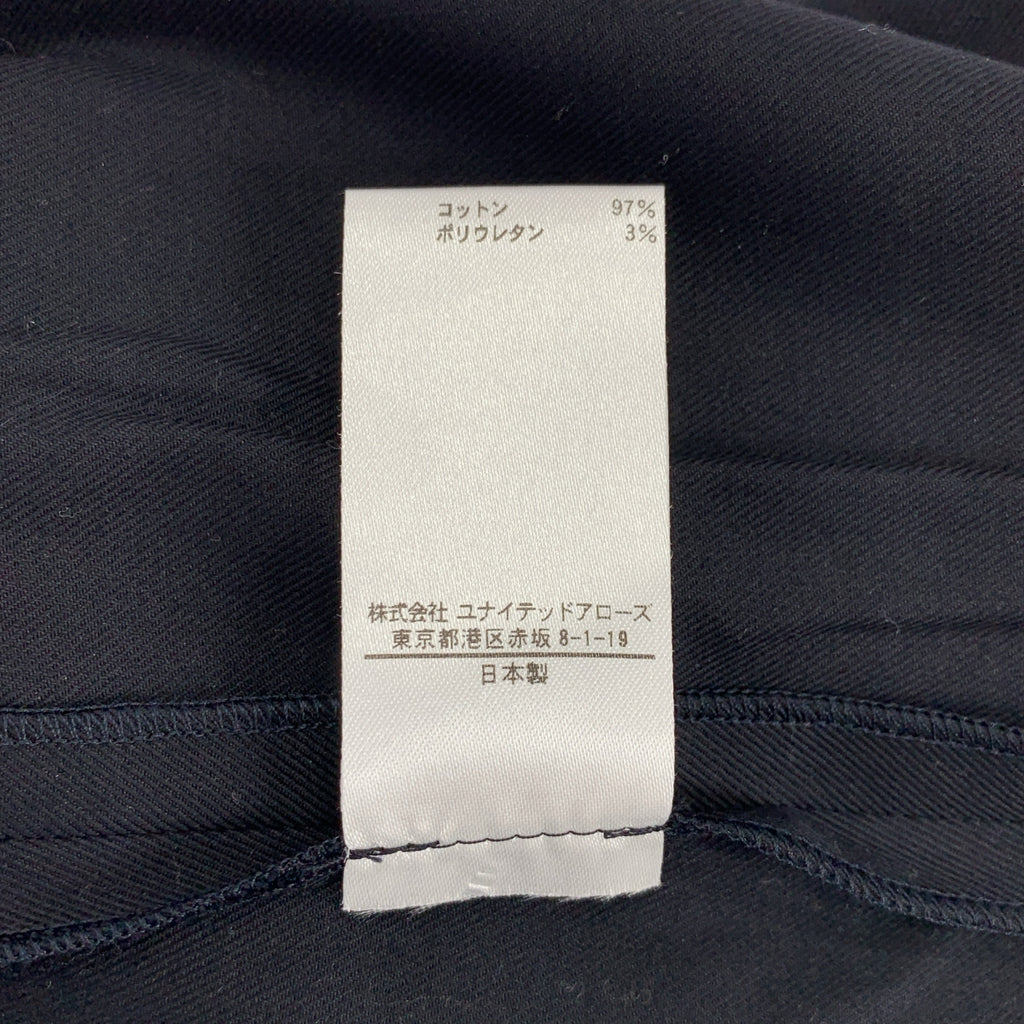 コットン 97%
ポリウレタン 3%
株式会社 ユナイテッドアローズ
東京都港区赤坂 8-1-19
日本製